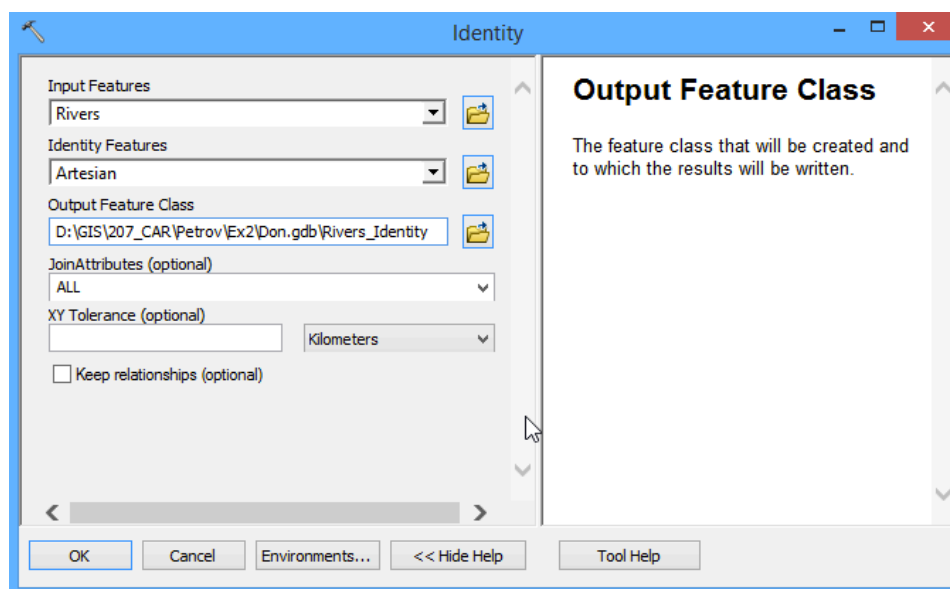 Identity
Input Features
Rivers
Identity Features
Artesian
Output Feature Class
D:\GIS\207_CAR\Petrov\Ex2\Don.gdb\Rivers_Identity
JoinAttributes (optional)
ALL
XY Tolerance (optional)
Kilometers
Keep relationships (optional)
Output Feature Class
The feature class that will be created and
to which the results will be written.
OK
Cancel
Environments...
<< Hide Help
Tool Help